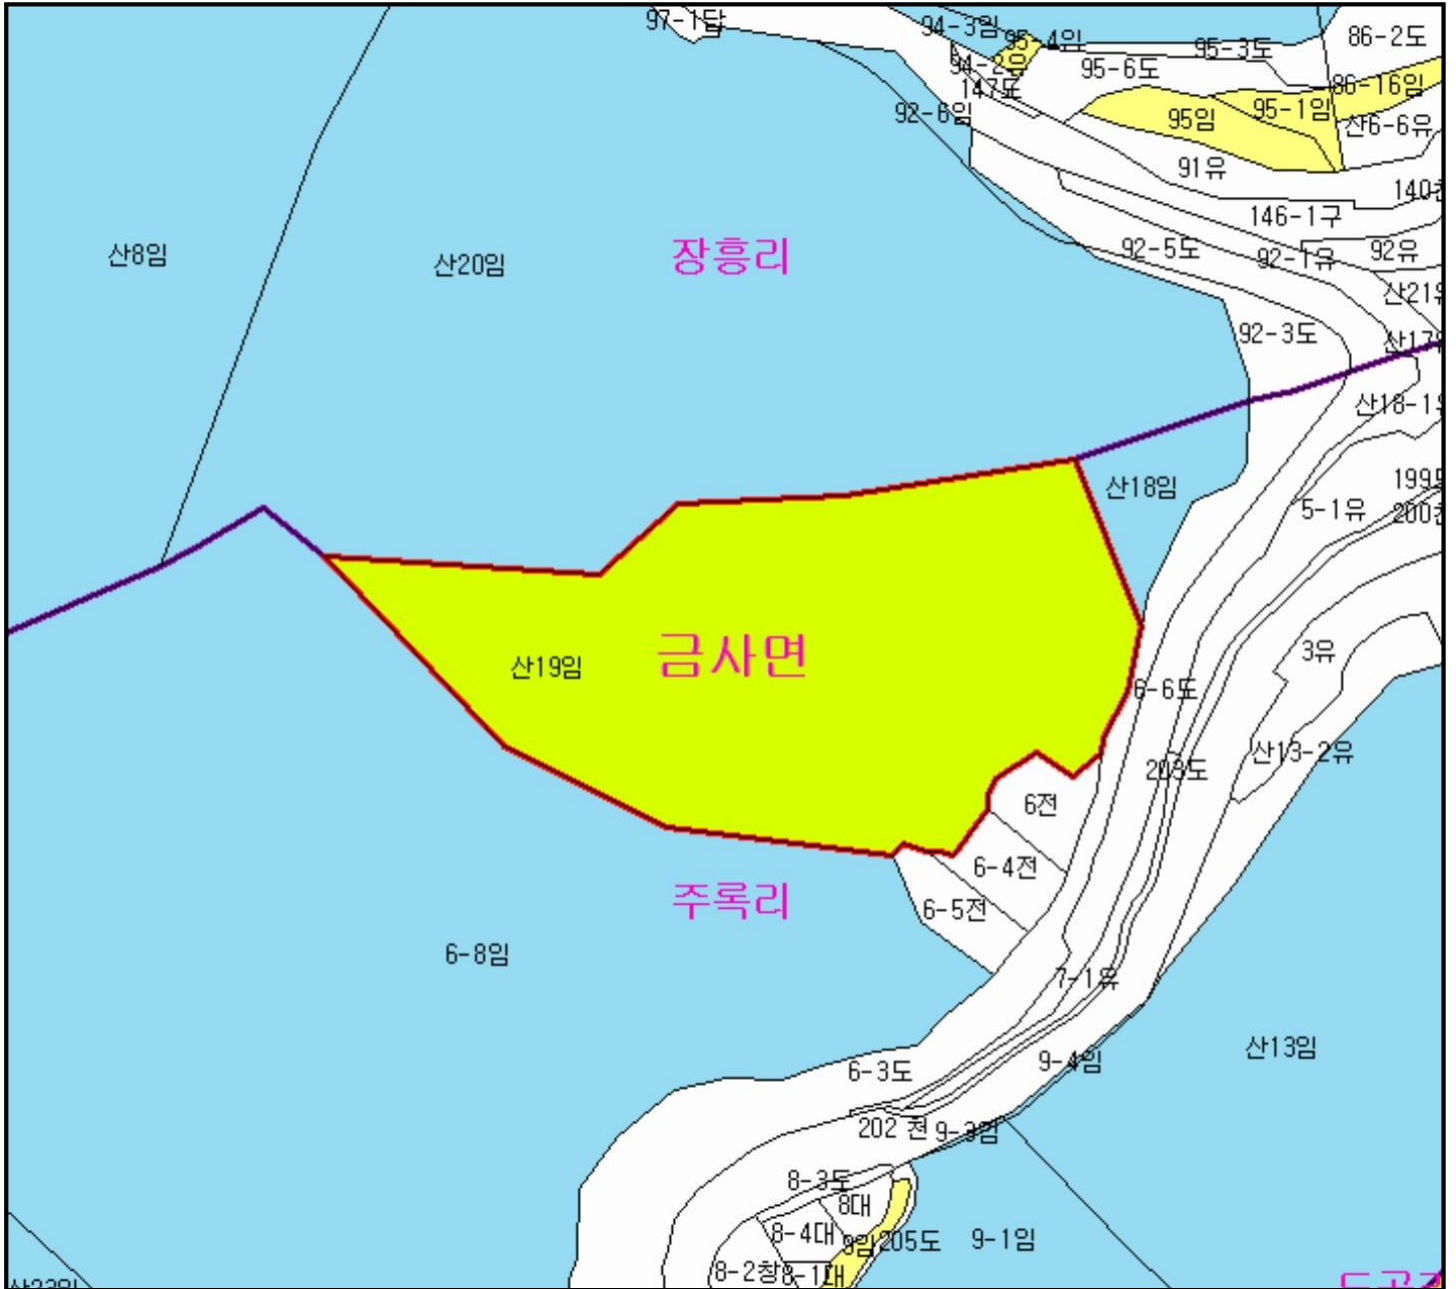 97-1답
94-3임
95-4임
95-3도
86-2도
94-2유
95-6도
147도
86-16임
92-6임
95임
95-1임
산6-6유
91유
140천
146-1구
산8임
산20임
장흥리
92-5도
92-1유
92유
산21유
92-3도
산17
산18-1
산18임
199도
5-1유
200천
산19임
금사면
3유
6-6도
203도
산13-2유
6전
6-4전
주록리
6-5전
6-8임
7-1유
산13임
6-3도
9-4임
202 천
9-3임
8-3도
8대
8-4대
9임
205도
9-1임
8-2창
8-1대